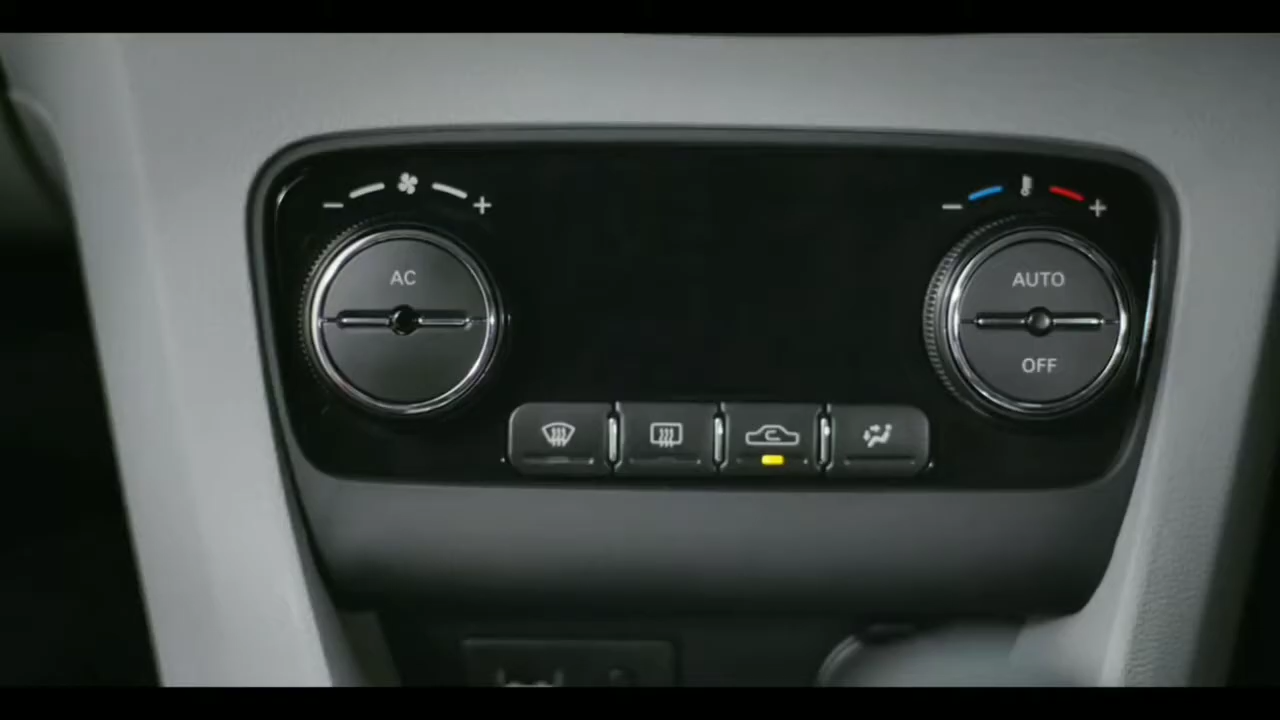 - +
- +
AC
AUTO
OFF